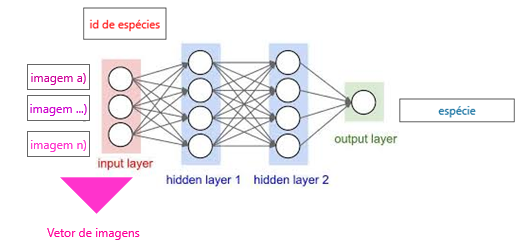 id de espécies
imagem a)
imagem ...)
imagem n)
input layer
hidden layer 1
hidden layer 2
output layer
espécie
Vetor de imagens